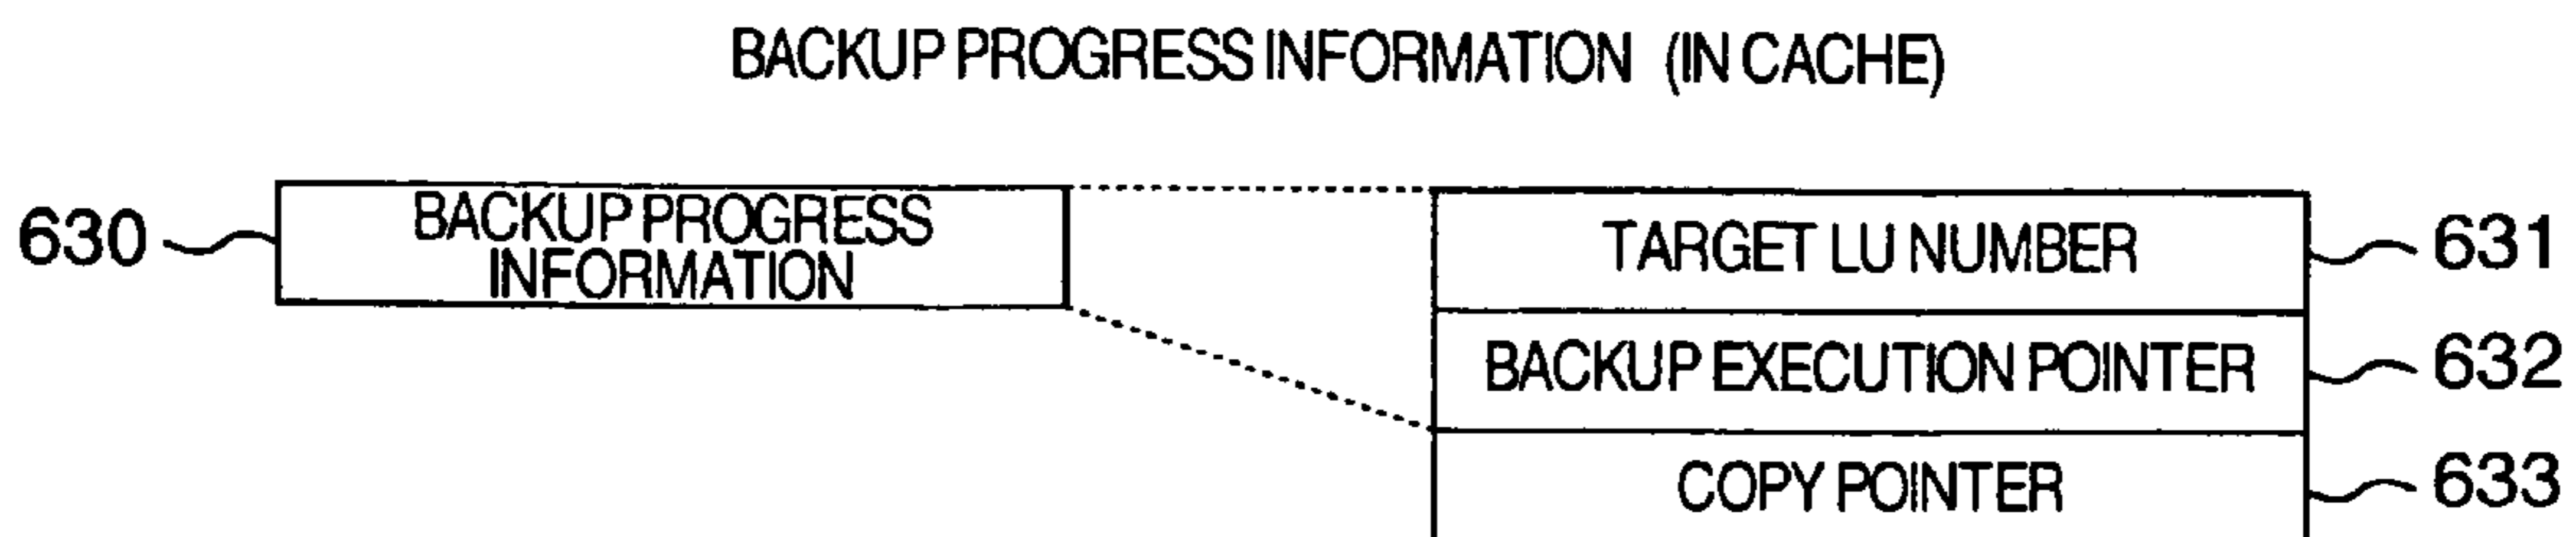 BACKUP PROGRESS INFORMATION (IN CACHE)
630
BACKUP PROGRESS
INFORMATION
TARGET LU NUMBER
631
BACKUP EXECUTION POINTER
632
COPY POINTER
633